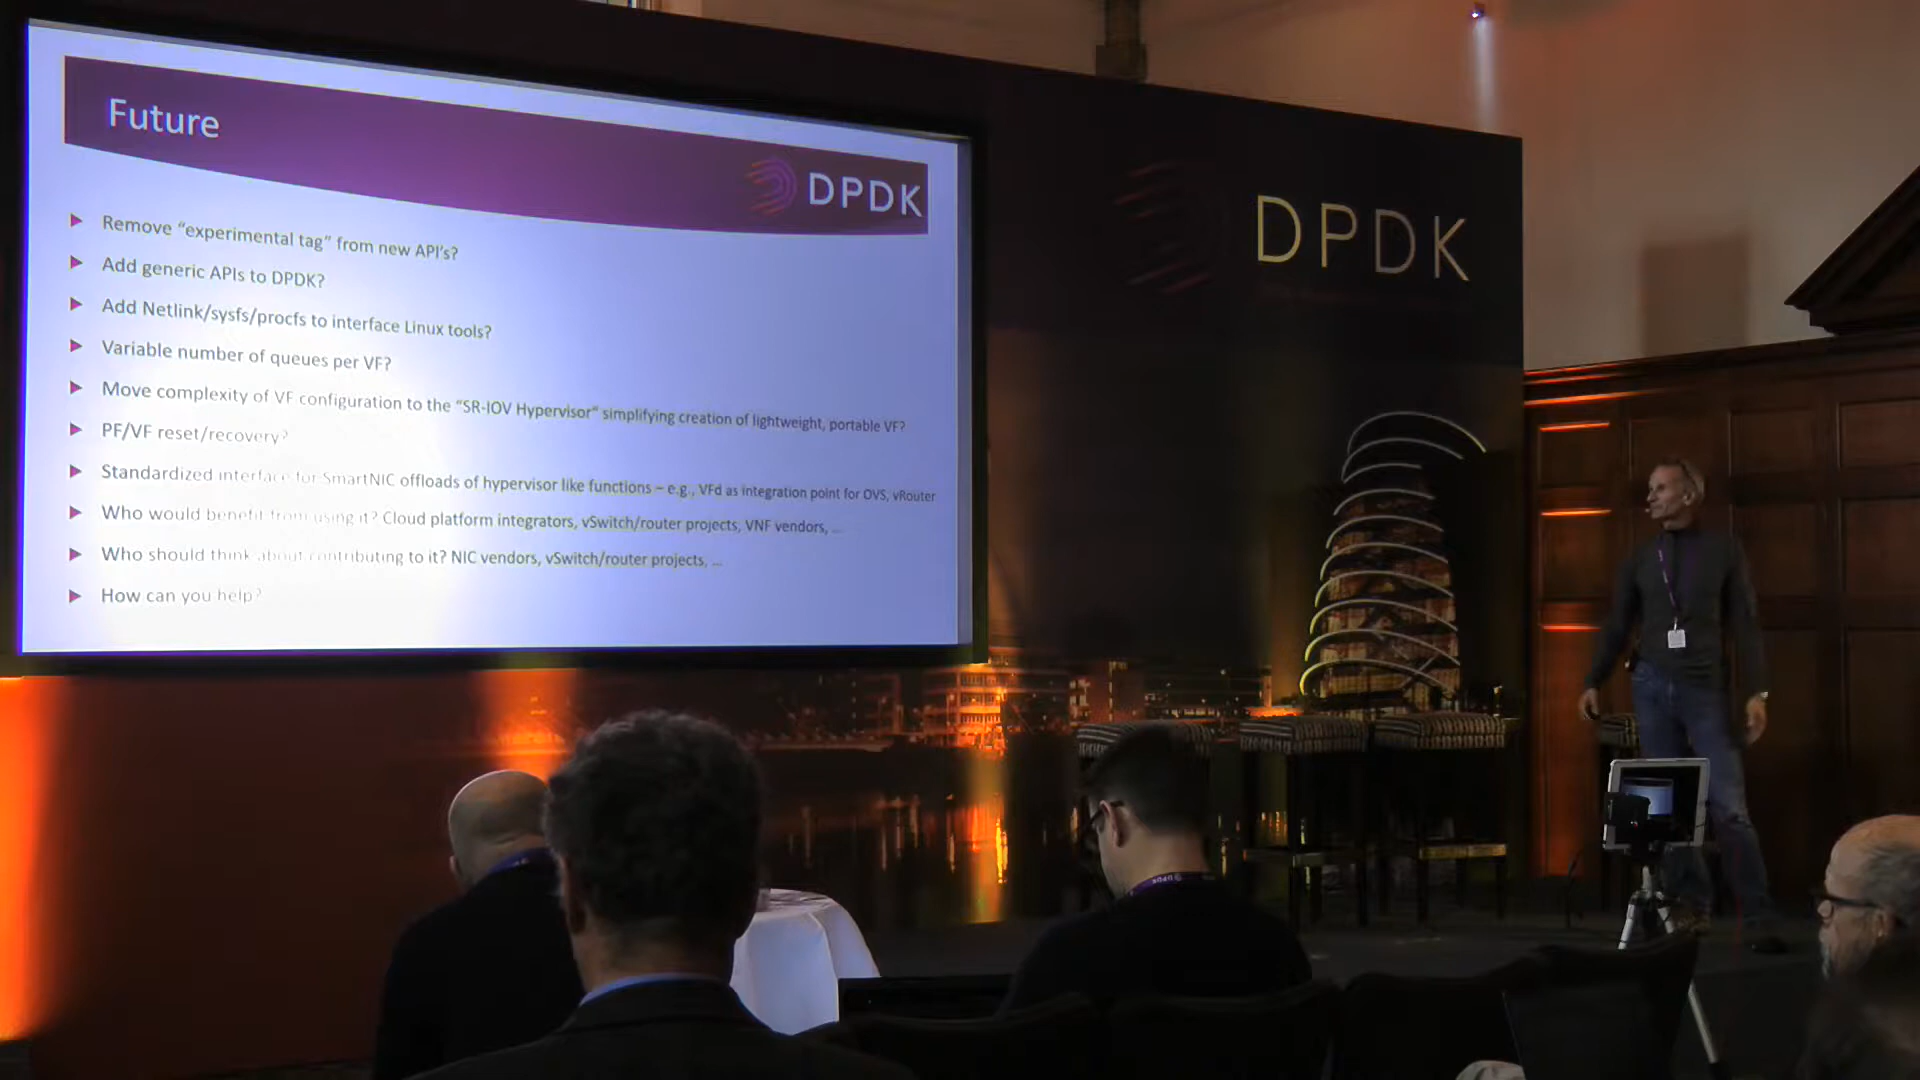 Future
DPDK
Remove “experimental tag” from new API's?
Add generic APIs to DPDK?
Add Netlink/sysfs/procfs to interface Linux tools?
Variable number of queues per VF?
Move complexity of VF configuration to the “SR-IOV Hypervisor” simplifying creation of lightweight, portable VF?
PF/VF reset/recovery?
Standardized interface for SmartNIC offloads of hypervisor like functions – e.g., VFd as integration point for OVS, vRouter
Who would benefit from using it? Cloud platform integrators, vSwitch/router projects, VNF vendors, ...
Who should think about contributing to it? NIC vendors, vSwitch/router projects, ...
How can you help?
DPDK
DPDK